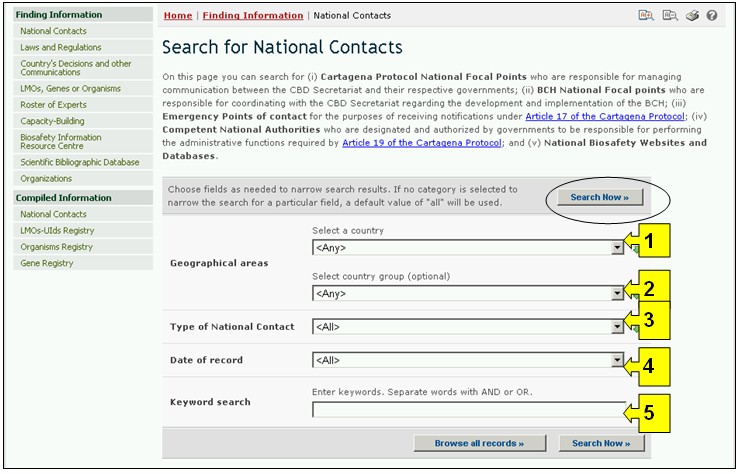 Finding Information
National Contacts
Laws and Regulations
Country's Decisions and other
Communications
LMOs, Genes or Organisms
Roster of Experts
Capacity-Building
Biosafety Information
Resource Centre
Scientific Bibliographic Database
Organizations
Compiled Information
National Contacts
LMOs-UIds Registry
Organisms Registry
Gene Registry
Home | Finding Information | National Contacts
Search for National Contacts
On this page you can search for (i) Cartagena Protocol National Focal Points who are responsible for managing
communication between the CBD Secretariat and their respective governments; (ii) BCH National Focal points who are
responsible for coordinating with the CBD Secretariat regarding the development and implementation of the BCH; (iii)
Emergency Points of contact for the purposes of receiving notifications under Article 17 of the Cartagena Protocol; (iv)
Competent National Authorities who are designated and authorized by governments to be responsible for performing
the administrative functions required by Article 19 of the Cartagena Protocol; and (v) National Biosafety Websites and
Databases.
Choose fields as needed to narrow search results. If no category is selected to
narrow the search for a particular field, a default value of "all" will be used.
Search Now »
Geographical areas
Select a country
<Any>
1
Select country group (optional)
<Any>
2
Type of National Contact
<All>
3
Date of record
<All>
4
Keyword search
Enter keywords. Separate words with AND or OR.
5
Browse all records »
Search Now »